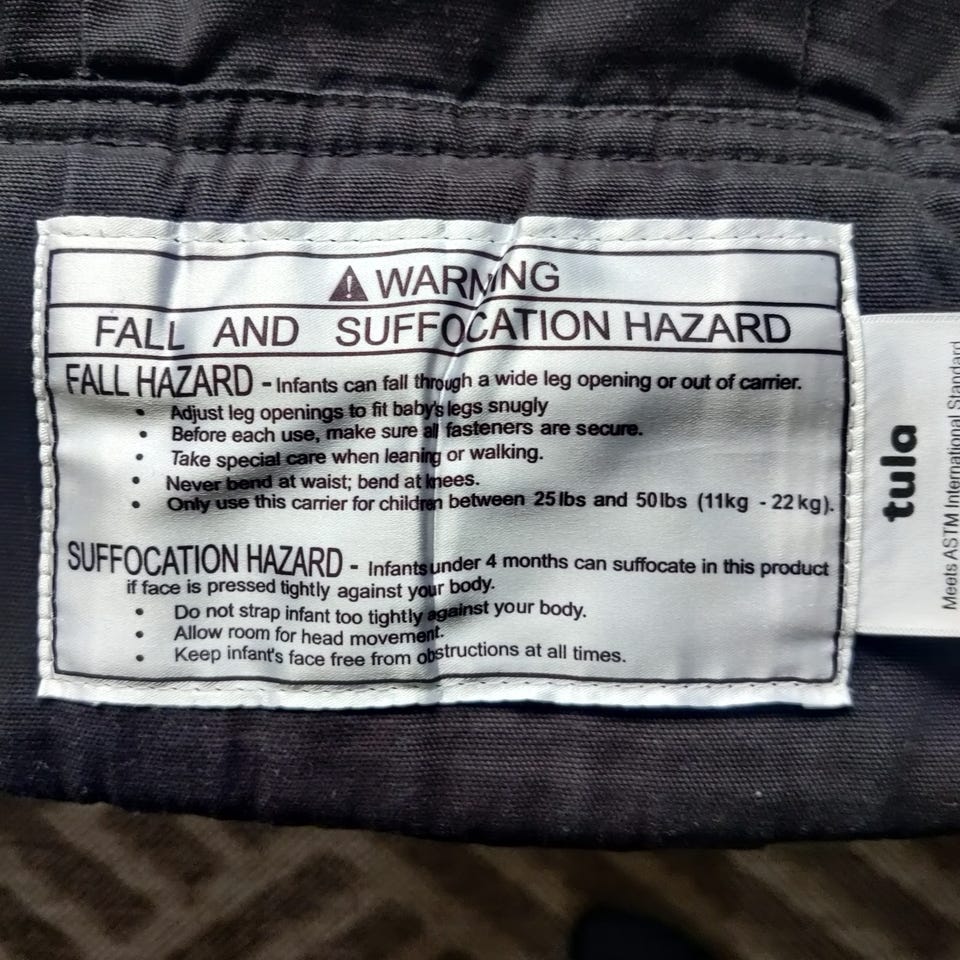 WARNING
FALL AND SUFFOCATION HAZARD
FALL HAZARD - Infants can fall through a wide leg opening or out of carrier.
• Adjust leg openings to fit baby's legs snugly
• Before each use, make sure all fasteners are secure.
• Take special care when leaning or walking.
• Never bend at waist; bend at knees.
• Only use this carrier for children between 25lbs and 50lbs (11kg - 22kg).
SUFFOCATION HAZARD - Infants under 4 months can suffocate in this product
if face is pressed tightly against your body.
• Do not strap infant too tightly against your body.
• Allow room for head movement.
• Keep infant's face free from obstructions at all times.
tula
Meets ASTM International Standard